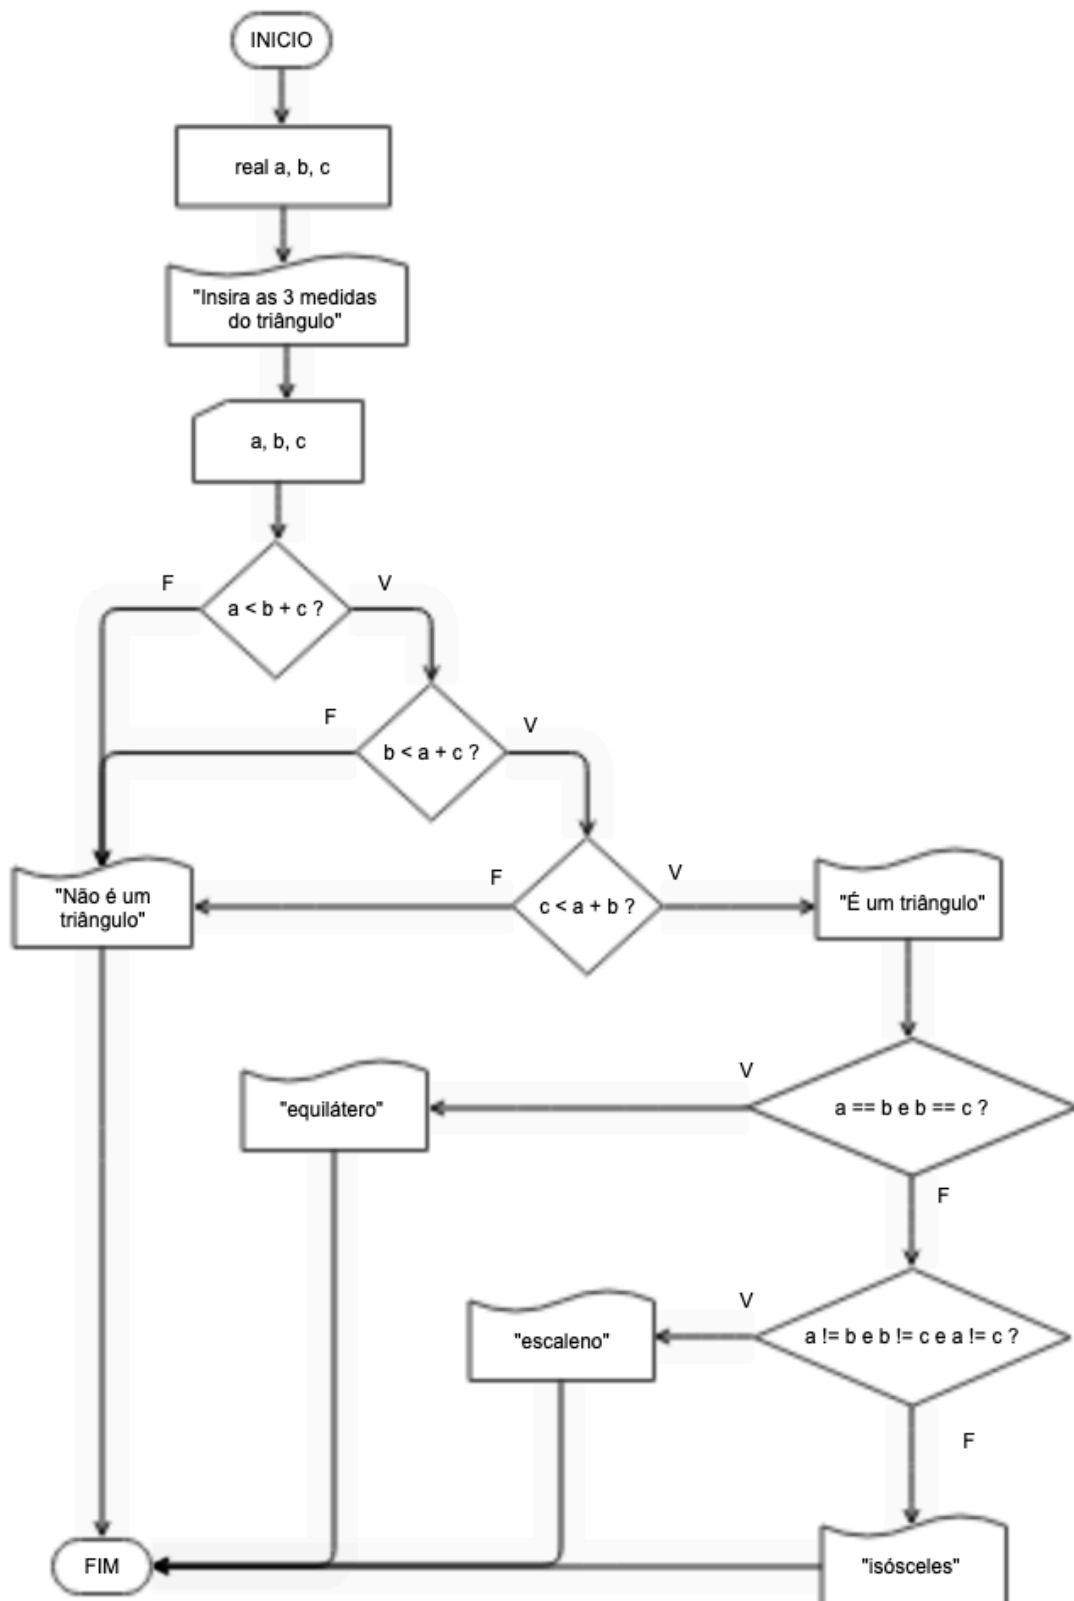 INICIO
real a, b, c
"Insira as 3 medidas
do triângulo"
a, b, c
F
V
a < b + c ?
F
V
b < a + c ?
F
V
"Não é um
triângulo"
c < a + b ?
"É um triângulo"
V
"equilátero"
a == b e b == c ?
F
V
"escaleno"
a != b e b != c e a != c ?
F
FIM
"isósceles"